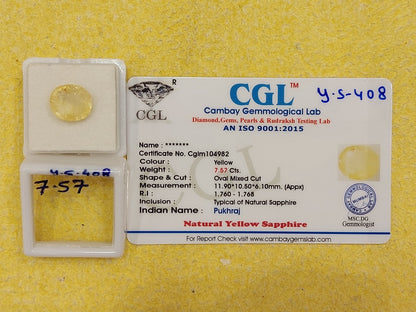 R
CGL
CGL™
Cambay Gemmological Lab
Diamond,Gems, Pearls & Rudraksh Testing Lab
AN ISO 9001:2015
Y.S-408
Name : *******
Certificate No. Cglm104982
Colour : Yellow
Weight : 7.57 Cts.
Shape & Cut : Oval Mixed Cut
Measurement : 11.90*10.50*6.10mm. (Appx)
R.I : 1.760 - 1.768
Inclusion : Typical of Natural Sapphire
Indian Name : Pukhraj
Natural Yellow Sapphire
For Report Check visit :www.cambaygemslab.com
MSC,DG
Gemmologist
Y.S-408
7.57